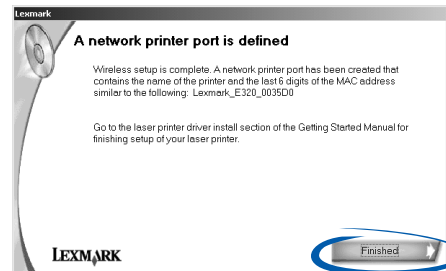 Lexmark
A network printer port is defined
Wireless setup is complete. A network printer port has been created that
contains the name of the printer and the last 6 digits of the MAC address
similar to the following: Lexmark_E320_0035D0
Go to the laser printer driver install section of the Getting Started Manual for
finishing setup of your laser printer.
LEXMARK
Finished